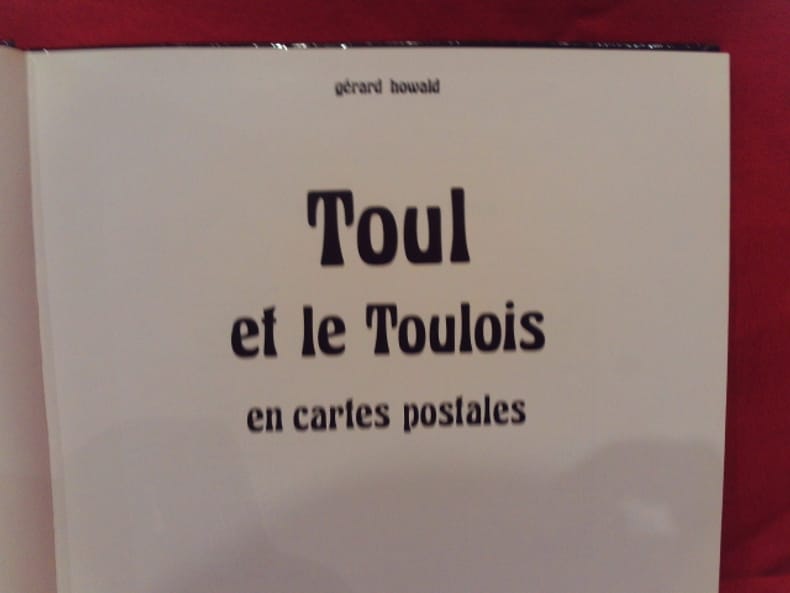 gérard howald
Toul
et le Toulois
en cartes postales